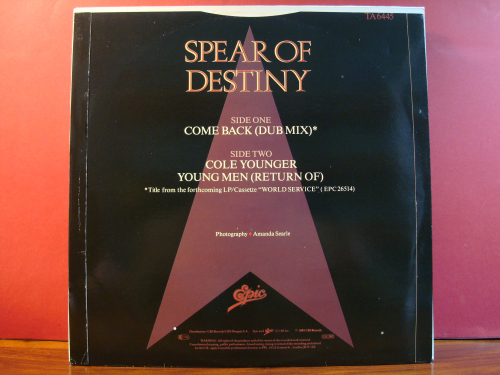 TA 6445
SPEAR OF
DESTINY
SIDE ONE
COME BACK (DUB MIX)*
SIDE TWO
COLE YOUNGER
YOUNG MEN (RETURN OF)
*Title from the forthcoming LP/Cassette "WORLD SERVICE" ( EPC 26514)
Photography • Amanda Searle
Epic